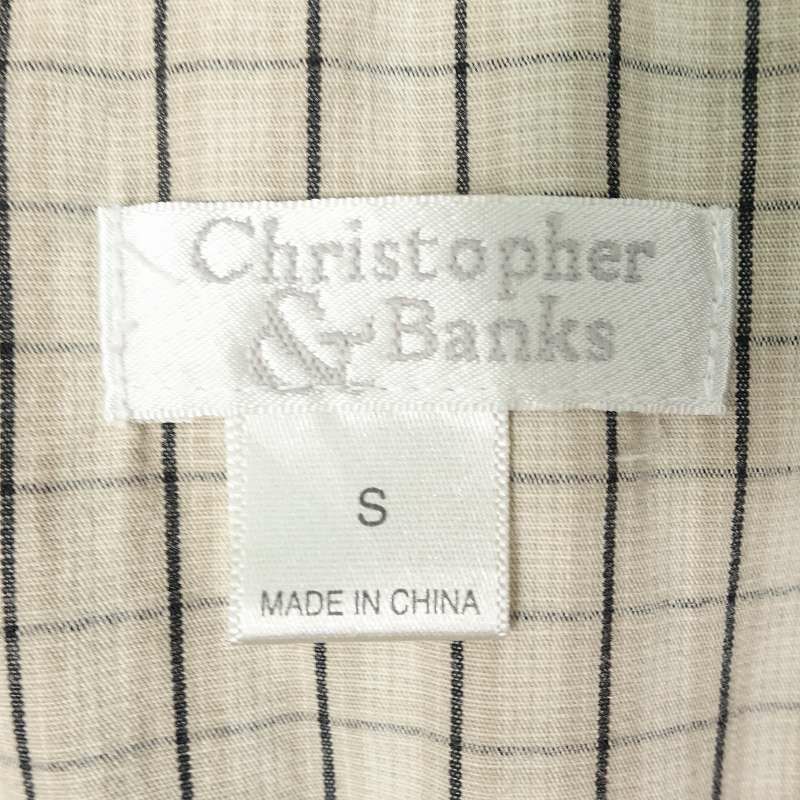 Christopher
& Banks
S
MADE IN CHINA